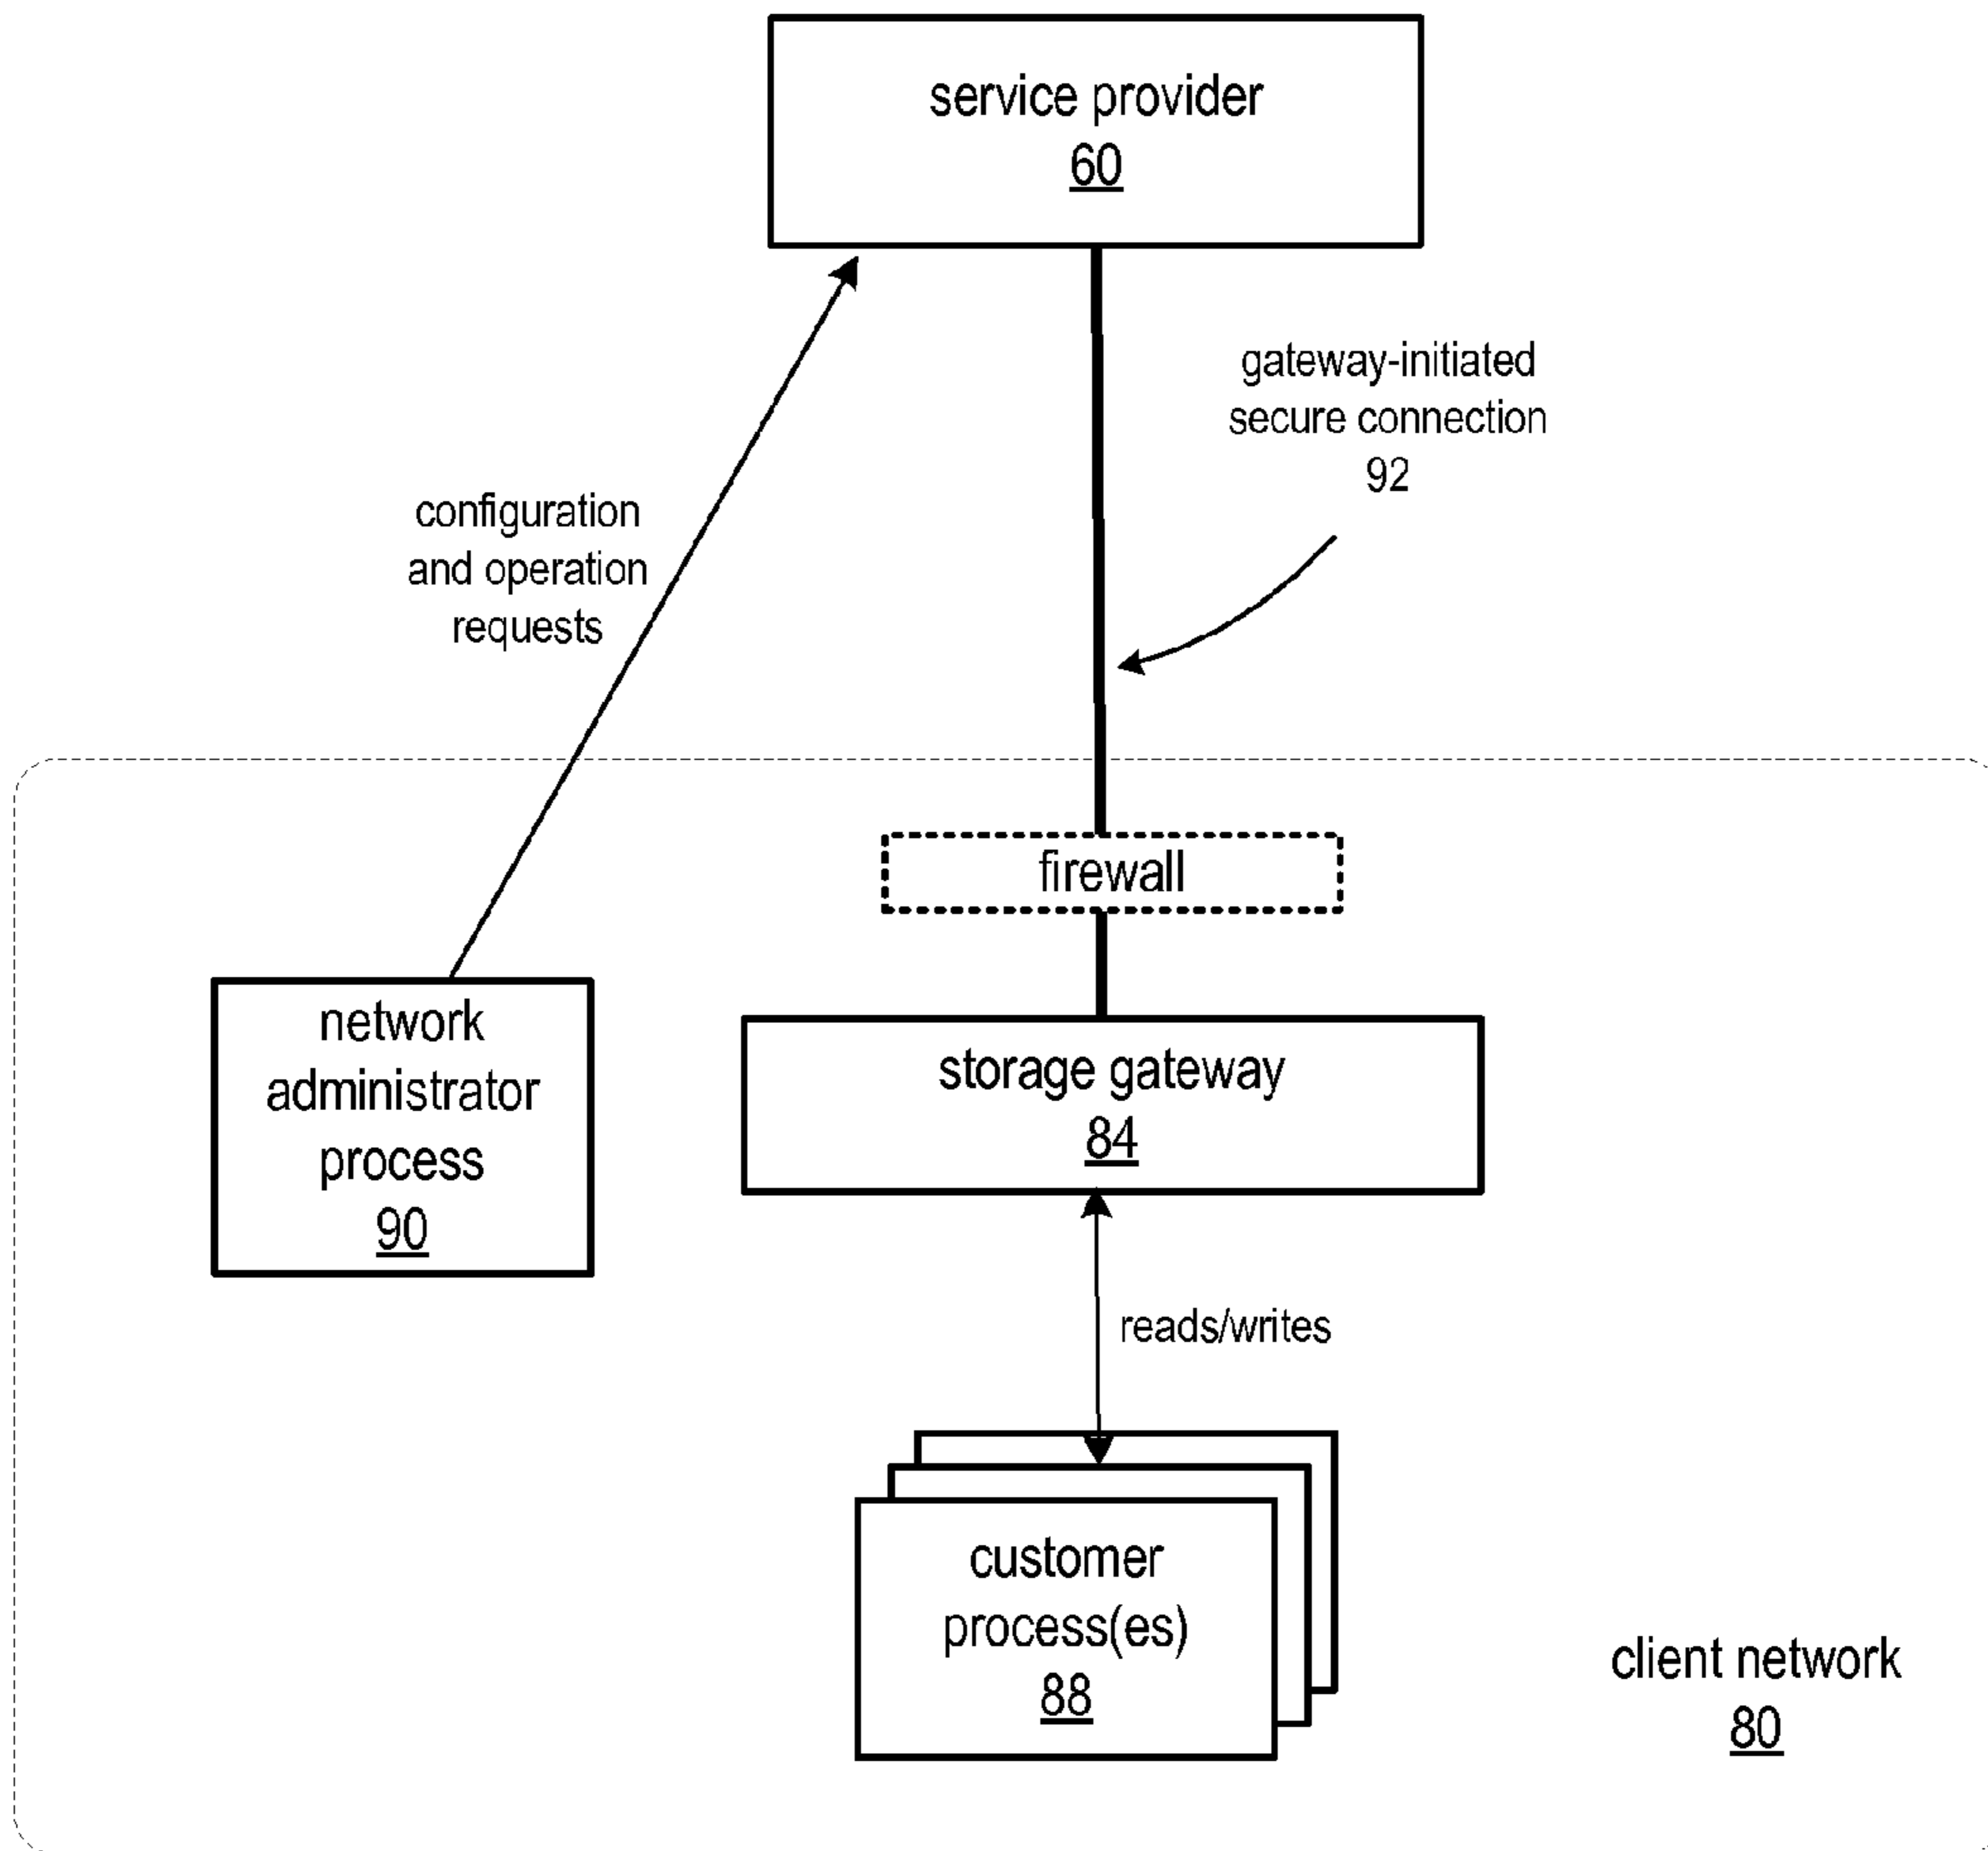 service provider
60
gateway-initiated
secure connection
92
configuration
and operation
requests
firewall
network
administrator
process
90
storage gateway
84
reads/writes
customer
process(es)
88
client network
80